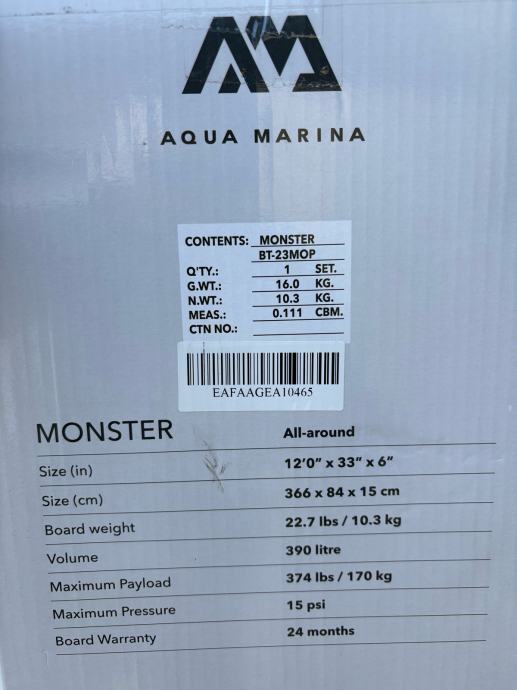 AQUA MARINA
CONTENTS: MONSTER
BT-23MOP
Q'TY.: 1 SET.
G.WT.: 16.0 KG.
N.WT.: 10.3 KG.
MEAS.: 0.111 CBM.
CTN NO.:
EAFAAGEA10465
MONSTER All-around
Size (in) 12'0" x 33" x 6"
Size (cm) 366 x 84 x 15 cm
Board weight 22.7 lbs / 10.3 kg
Volume 390 litre
Maximum Payload 374 lbs / 170 kg
Maximum Pressure 15 psi
Board Warranty 24 months